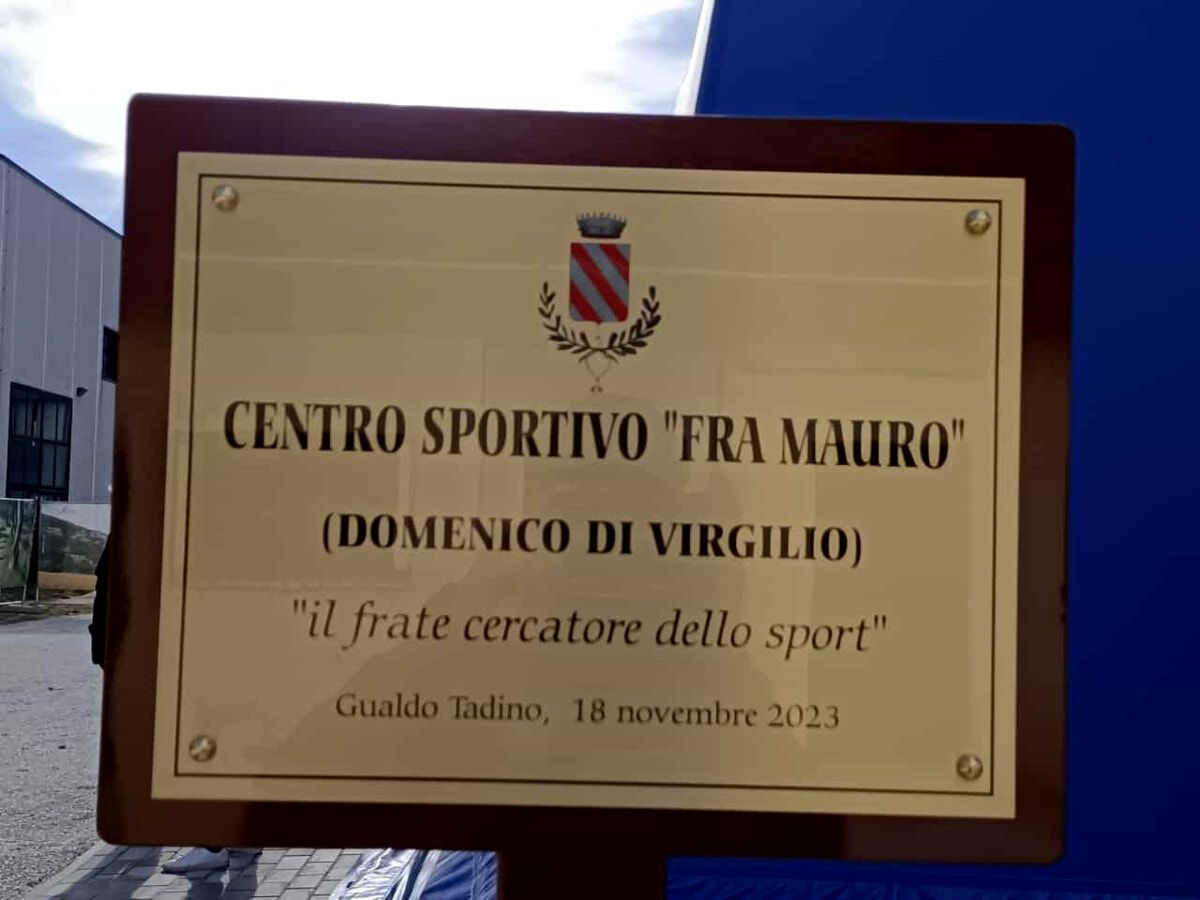 CENTRO SPORTIVO "FRA MAURO"
(DOMENICO DI VIRGILIO)
"il frate cercatore dello sport"
Gualdo Tadino, 18 novembre 2023